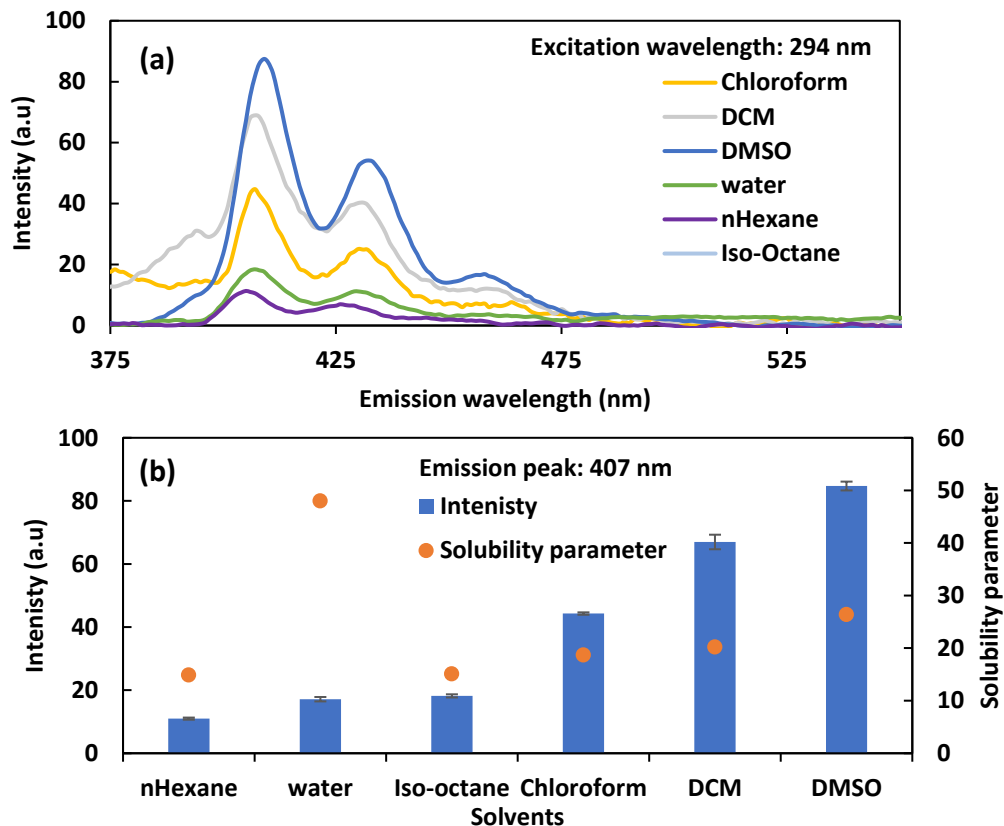 (a)
Excitation wavelength: 294 nm
Chloroform
DCM
DMSO
water
nHexane
Iso-Octane
Intensity (a.u)
100
80
60
40
20
0
375 425 475 525
Emission wavelength (nm)
(b)
Emission peak: 407 nm
Intenisty
Solubility parameter
Intenisty (a.u)
100
80
60
40
20
0
60
50
40
30
20
10
0
Solubility parameter
nHexane water Iso-octane Chloroform DCM DMSO
Solvents